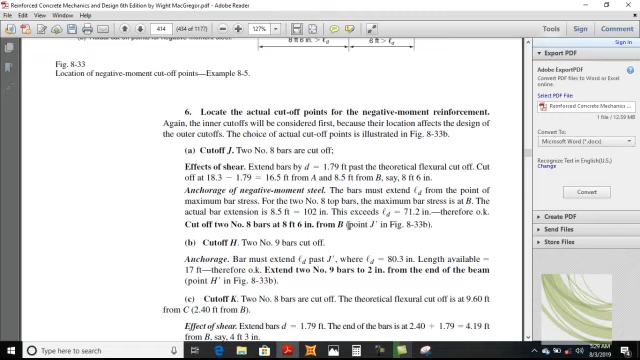 Reinforced Concrete Mechanics and Design 6th Edition by Wight MacGregor.pdf - Adobe Reader
File Edit View Window Help
414 (434 of 1177) 127% Tools Sign Comment
8 ft 6 in. > ℓd 6 ft > ℓd
Fig. 8-33
Location of negative-moment cut-off points—Example 8-5.
6. Locate the actual cut-off points for the negative-moment reinforcement.
Again, the inner cutoffs will be considered first, because their location affects the design of
the outer cutoffs. The choice of actual cut-off points is illustrated in Fig. 8-33b.
(a) Cutoff J. Two No. 8 bars are cut off;
Effects of shear. Extend bars by d = 1.79 ft past the theoretical flexural cut off. Cut
off at 18.3 − 1.79 = 16.5 ft from A and 8.5 ft from B, say, 8 ft 6 in.
Anchorage of negative-moment steel. The bars must extend ℓd from the point of
maximum bar stress. For the two No. 8 top bars, the maximum bar stress is at B. The
actual bar extension is 8.5 ft = 102 in. This exceeds ℓd = 71.2 in.—therefore o.k.
Cut off two No. 8 bars at 8 ft 6 in. from B (point J′ in Fig. 8-33b).
(b) Cutoff H. Two No. 9 bars cut off.
Anchorage. Bar must extend ℓd past J′, where ℓd = 80.3 in. Length available =
17 ft—therefore o.k. Extend two No. 9 bars to 2 in. from the end of the beam
(point H′ in Fig. 8-33b).
(c) Cutoff K. Two No. 8 bars are cut off. The theoretical flexural cut off is at 9.60 ft
from C (2.40 ft from B).
Effect of shear. Extend bars d = 1.79 ft. The end of the bars is at 2.40 + 1.79 = 4.19 ft
from B, say, 4 ft 3 in.
Export PDF
Adobe ExportPDF
Convert PDF files to Word or Excel
online.
Select PDF File:
Reinforced Concrete Mechanics ...
1 file / 12.59 MB
Convert To:
Microsoft Word (*.docx)
Recognize Text in English(U.S.)
Change
Convert
Create PDF
Send Files
Store Files
Type here to search
5:29 AM
8/3/2019